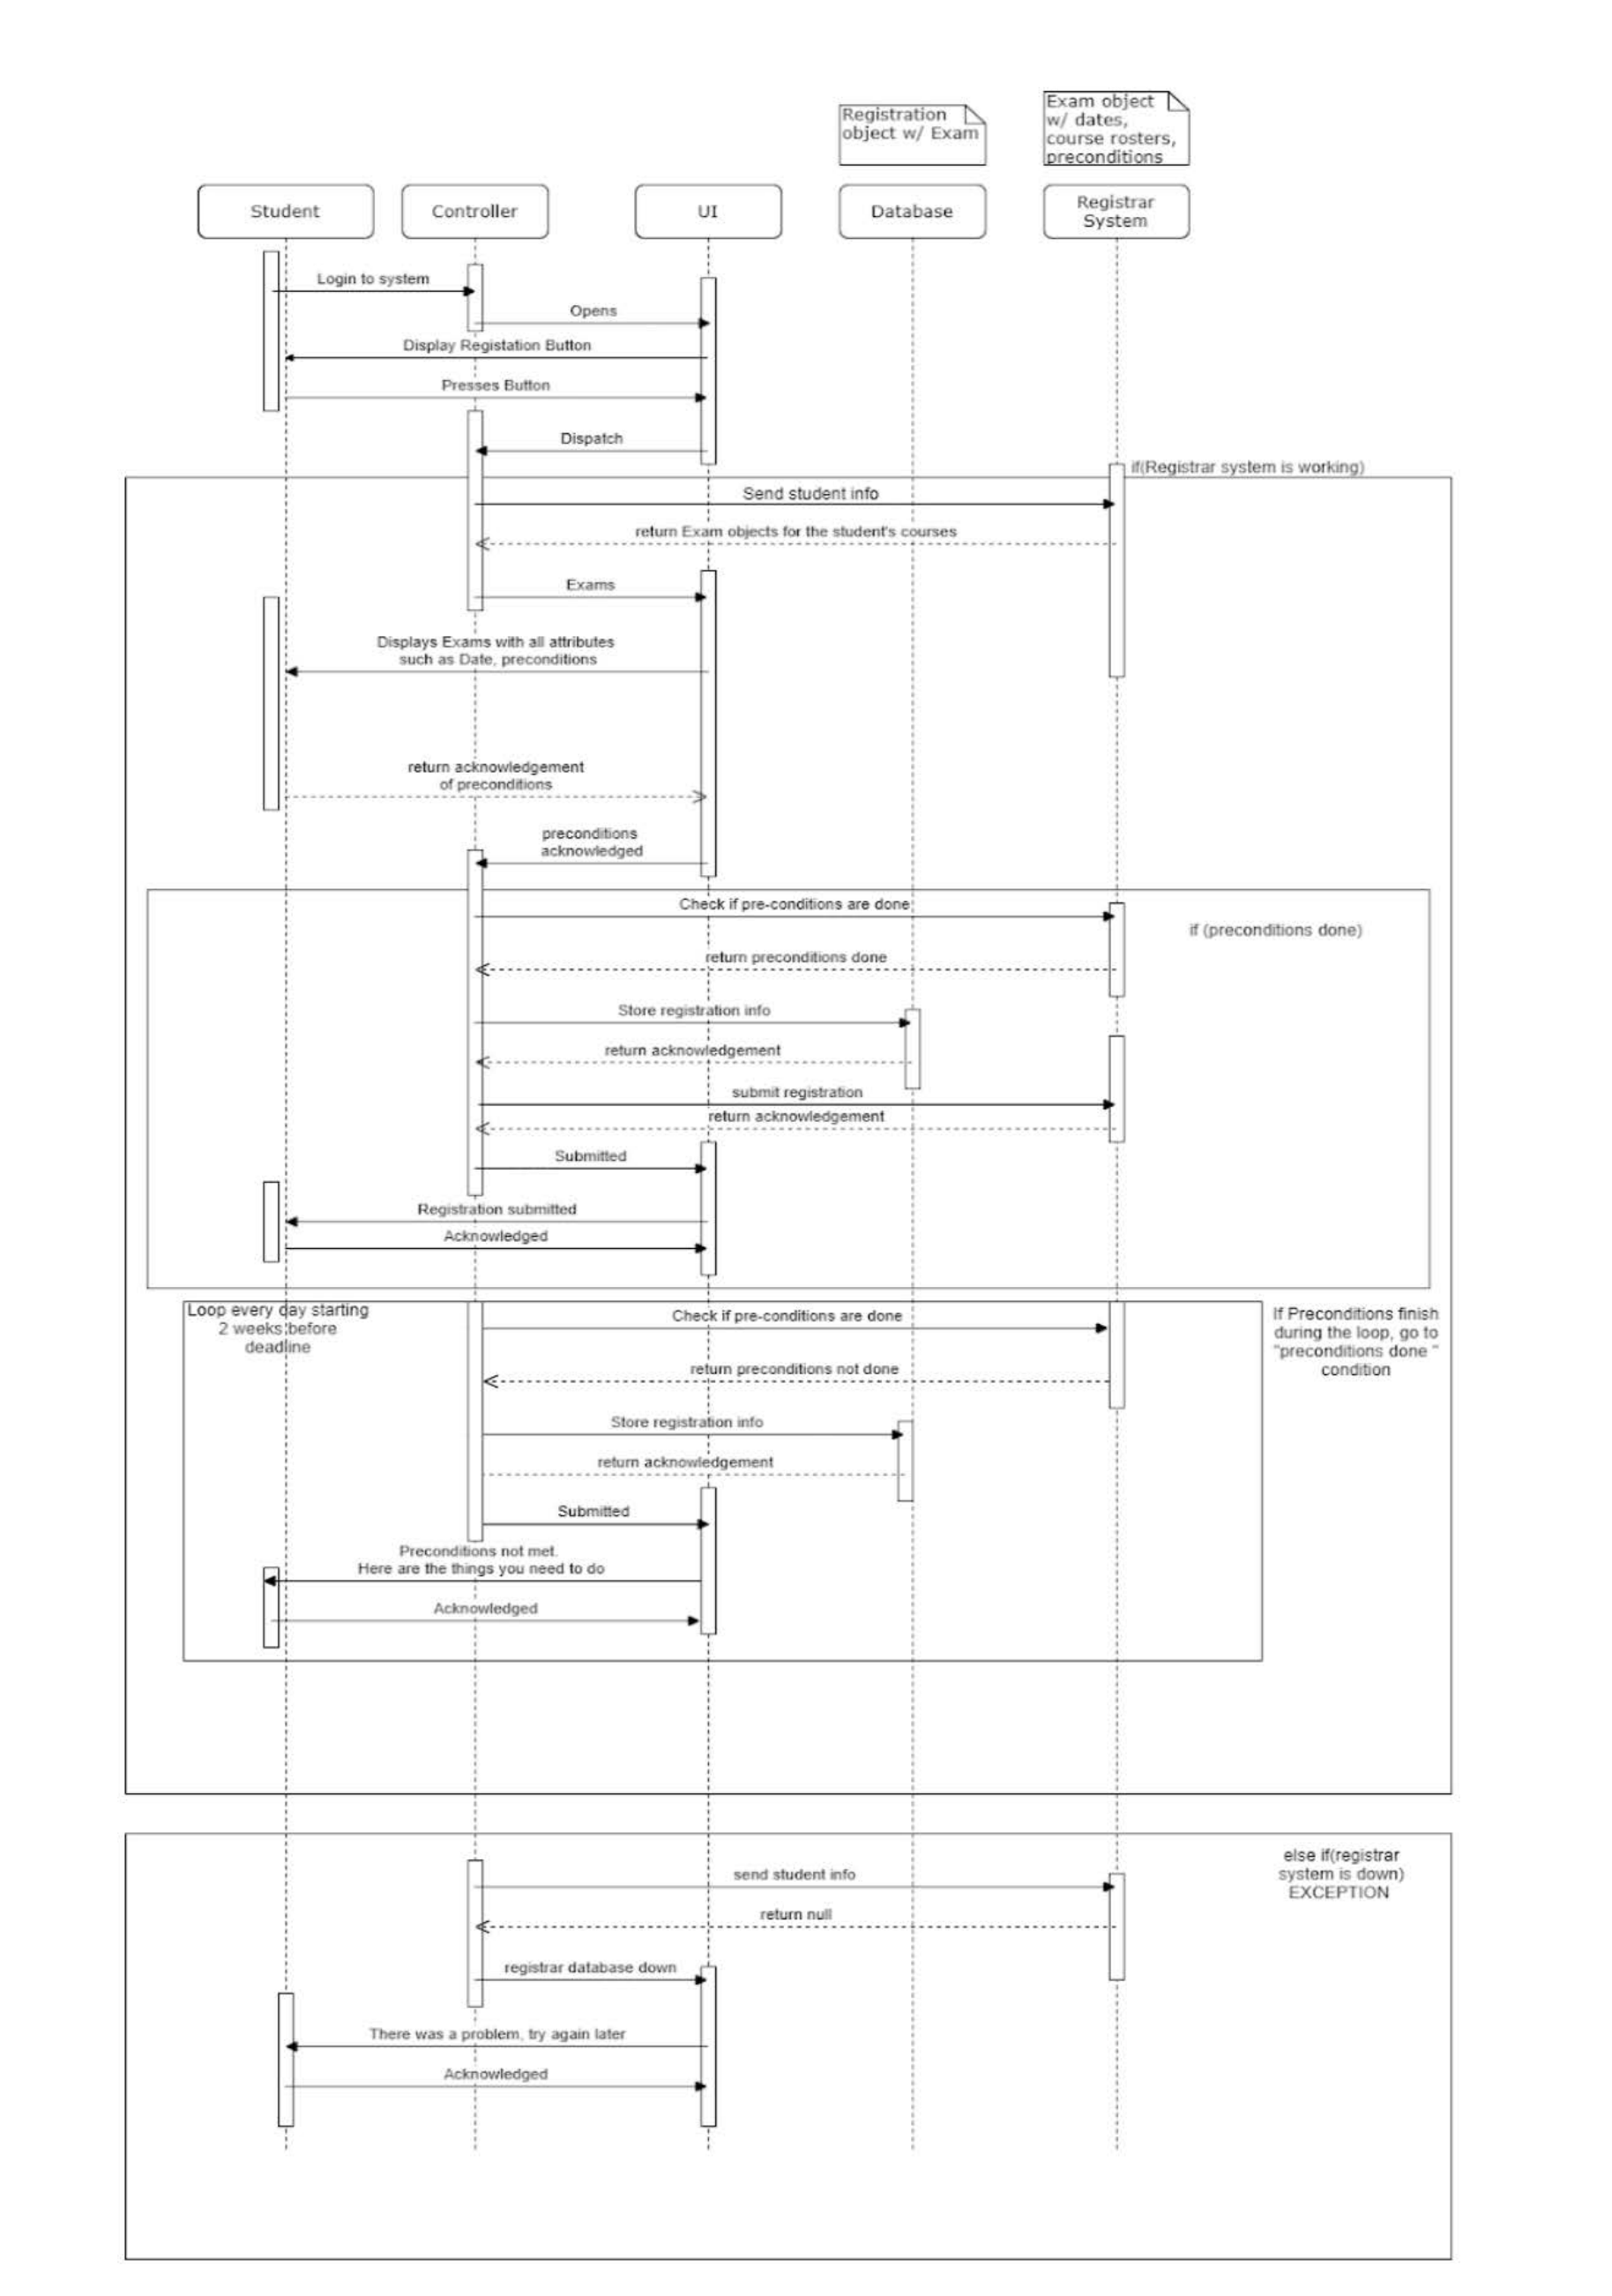 Registration
object w/ Exam
Exam object
w/ dates,
course rosters,
preconditions
Student
Controller
UI
Database
Registrar
System
Login to system
Opens
Display Registation Button
Presses Button
Dispatch
if(Registrar system is working)
Send student info
return Exam objects for the student's courses
Exams
Displays Exams with all attributes
such as Date, preconditions
return acknowledgement
of preconditions
preconditions
acknowledged
Check if pre-conditions are done
if (preconditions done)
return preconditions done
Store registration info
return acknowledgement
submit registration
return acknowledgement
Submitted
Registration submitted
Acknowledged
Loop every day starting
2 weeks before
deadline
Check if pre-conditions are done
If Preconditions finish
during the loop, go to
"preconditions done "
condition
return preconditions not done
Store registration info
return acknowledgement
Submitted
Preconditions not met.
Here are the things you need to do
Acknowledged
else if(registrar
system is down)
EXCEPTION
send student info
return null
registrar database down
There was a problem, try again later
Acknowledged